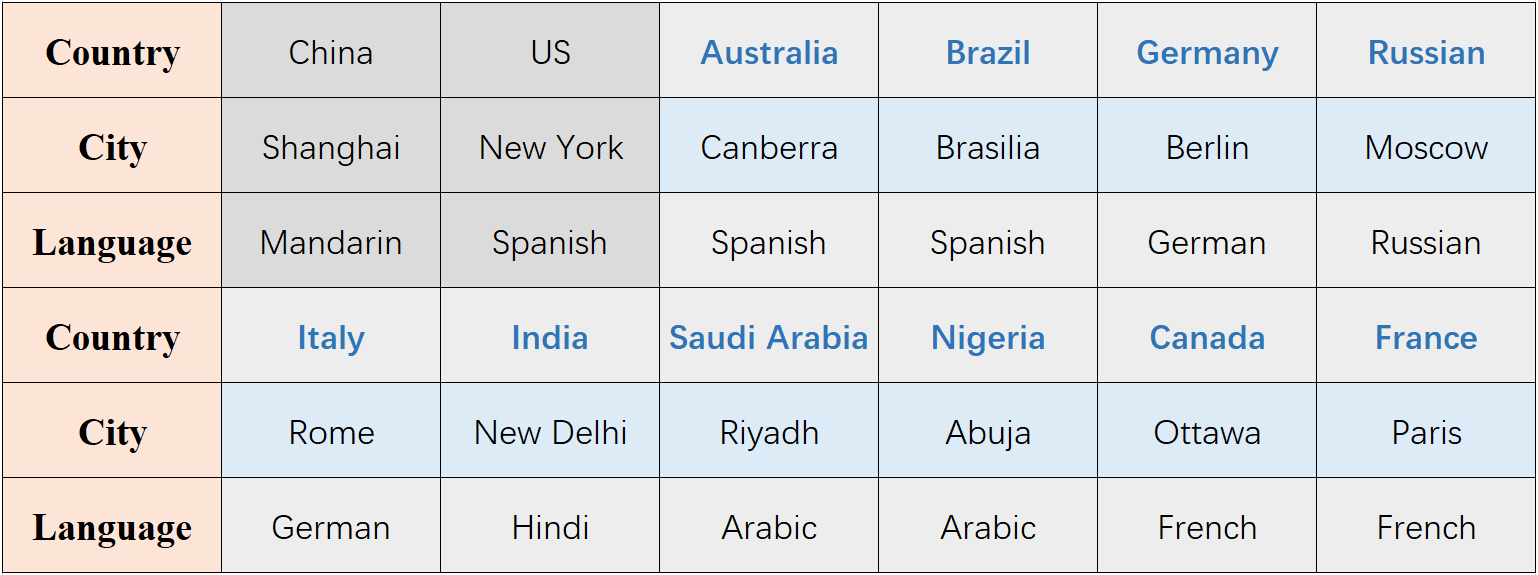 Country China US Australia Brazil Germany Russian
City Shanghai New York Canberra Brasilia Berlin Moscow
Language Mandarin Spanish Spanish Spanish German Russian
Country Italy India Saudi Arabia Nigeria Canada France
City Rome New Delhi Riyadh Abuja Ottawa Paris
Language German Hindi Arabic Arabic French French